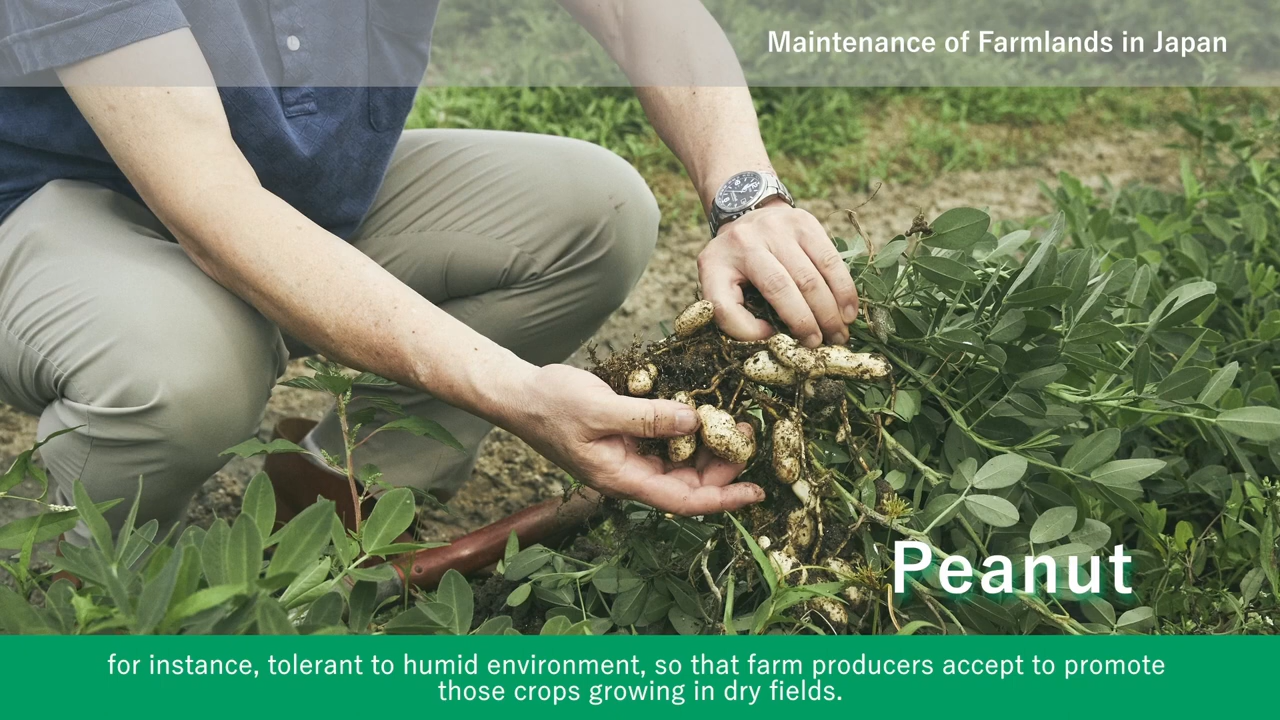 Maintenance of Farmlands in Japan
Peanut
for instance, tolerant to humid environment, so that farm producers accept to promote
those crops growing in dry fields.